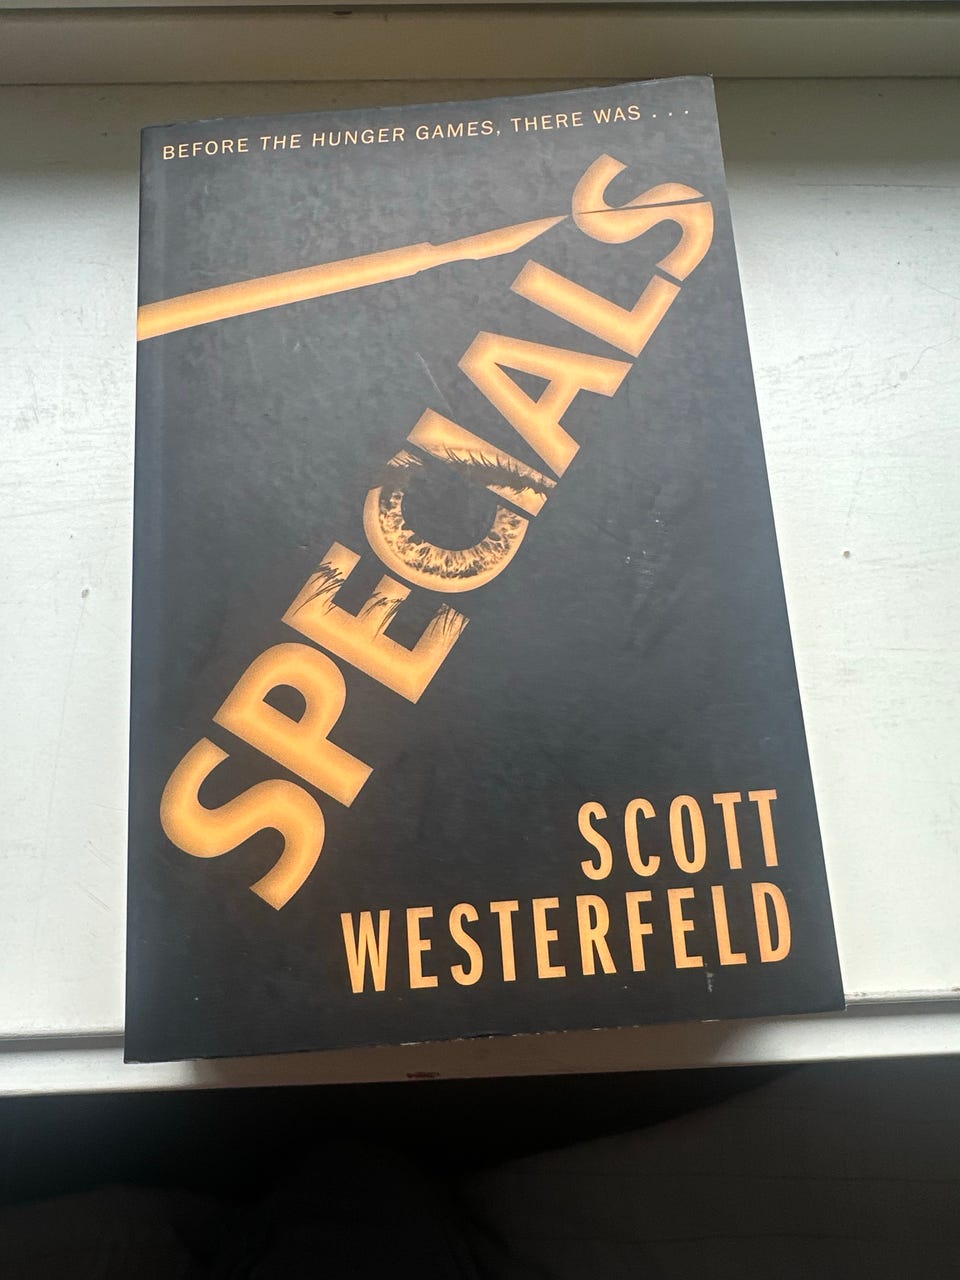 BEFORE THE HUNGER GAMES, THERE WAS . . .
SPECIALS
SCOTT
WESTERFELD